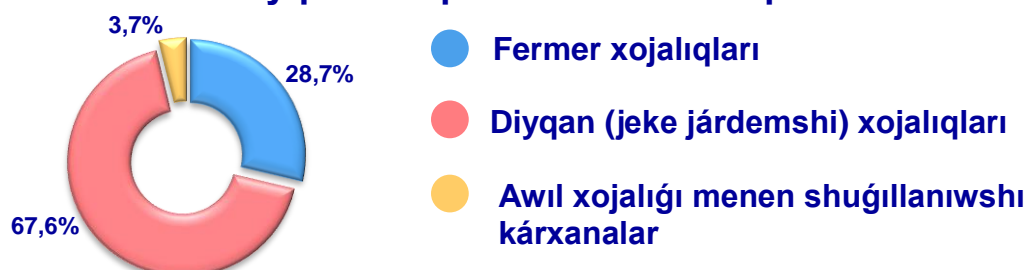 3,7%
28,7%
67,6%
Fermer xojalıqları
Diyqan (jeke járdemshi) xojalıqları
Awıl xojalıǵı menen shuǵıllanıwshı
kárxanalar